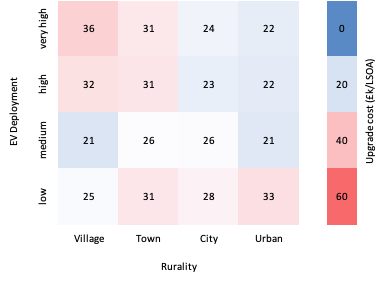 very high 36 31 24 22 0
high 32 31 23 22 20
medium 21 26 26 21 40
low 25 31 28 33 60
Village Town City Urban
Rurality
EV Deployment
Upgrade cost (£k/LSOA)